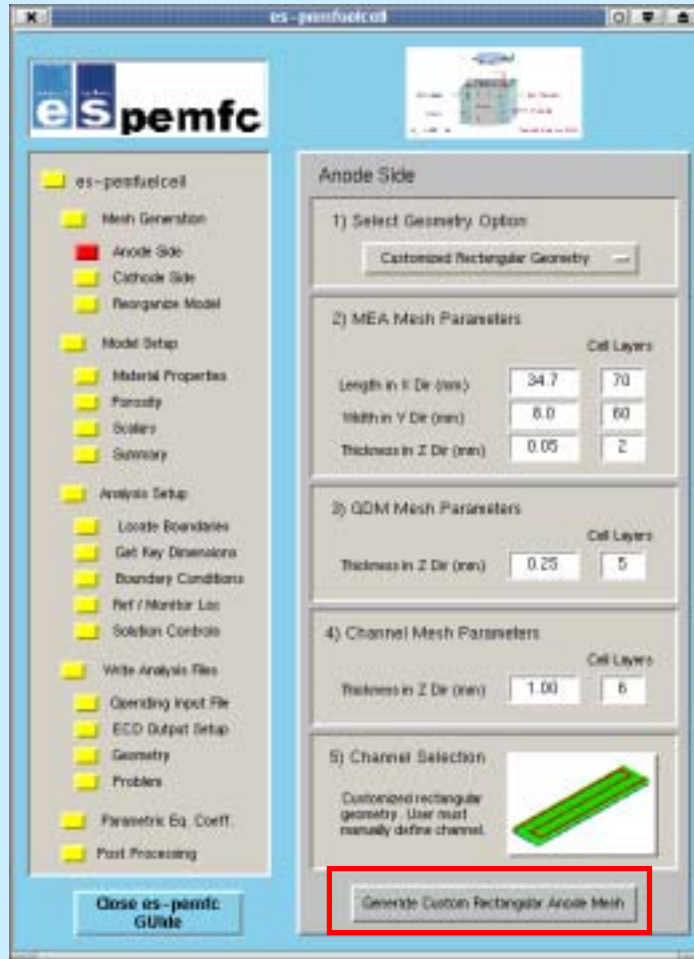 es-pemfuelcell
es pemfc
es-pemfuelcell
Mesh Generation
Anode Side
Cathode Side
Reorganize Model
Model Setup
Material Properties
Porosity
Scalars
Summary
Analysis Setup
Locate Boundaries
Get Key Dimensions
Boundary Conditions
Ref / Monitor Loc
Solution Controls
Write Analysis Files
Operating Input File
ECD Output Setup
Geometry
Problem
Parametric Eq. Coeff.
Post Processing
Close es-pemfc
GUIde
Anode Side
1) Select Geometry Option
Customized Rectangular Geometry
2) MEA Mesh Parameters
Cell Layers
Length in X Dir (mm) 34.7 70
Width in Y Dir (mm) 6.0 60
Thickness in Z Dir (mm) 0.05 2
3) GDM Mesh Parameters
Cell Layers
Thickness in Z Dir (mm) 0.25 5
4) Channel Mesh Parameters
Cell Layers
Thickness in Z Dir (mm) 1.00 6
5) Channel Selection
Customized rectangular
geometry. User must
manually define channel.
Generate Custom Rectangular Anode Mesh